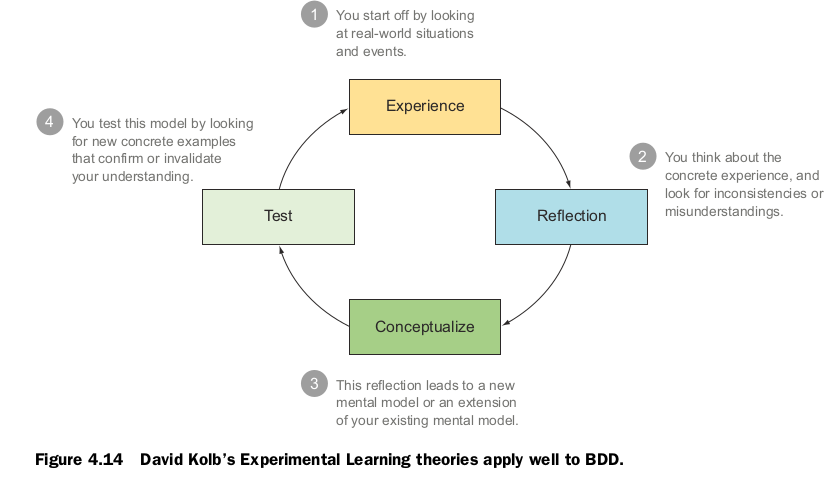 1
You start off by looking
at real-world situations
and events.
Experience
4
You test this model by looking
for new concrete examples
that confirm or invalidate
your understanding.
2
You think about the
concrete experience, and
look for inconsistencies or
misunderstandings.
Test
Reflection
Conceptualize
3
This reflection leads to a new
mental model or an extension
of your existing mental model.
Figure 4.14 David Kolb's Experimental Learning theories apply well to BDD.